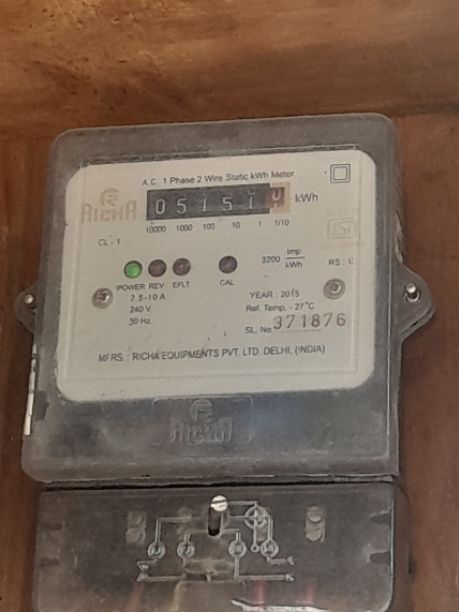 A.C. 1 Phase 2 Wire Static kWh Meter
RICHA
05151 kWh
10000 1000 100 10 1 1/10
CL - 1
3200 imp/kWh
ISI
POWER REV EFLT CAL
2.5-10 A
240 V
50 Hz.
YEARː 2015
Ref. Temp. - 27°C
SL. No. 371876
MFRS. : RICHA EQUIPMENTS PVT. LTD. DELHI, (INDIA)
RICHA